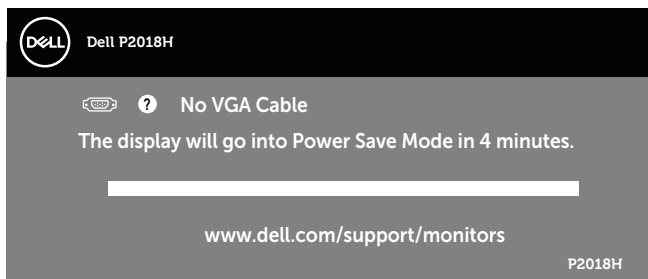 DELL
Dell P2018H
? No VGA Cable
The display will go into Power Save Mode in 4 minutes.
www.dell.com/support/monitors
P2018H